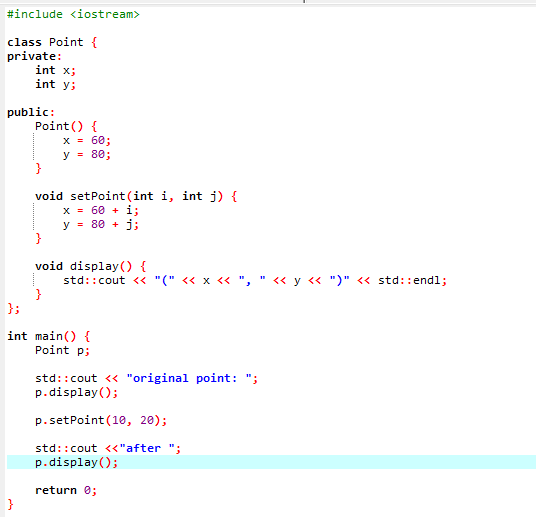 #include <iostream>

class Point {
private:
    int x;
    int y;

public:
    Point() {
        x = 60;
        y = 80;
    }

    void setPoint(int i, int j) {
        x = 60 + i;
        y = 80 + j;
    }

    void display() {
        std::cout << "(" << x << ", " << y << ")" << std::endl;
    }
};

int main() {
    Point p;

    std::cout << "original point: ";
    p.display();

    p.setPoint(10, 20);

    std::cout <<"after ";
    p.display();

    return 0;
}